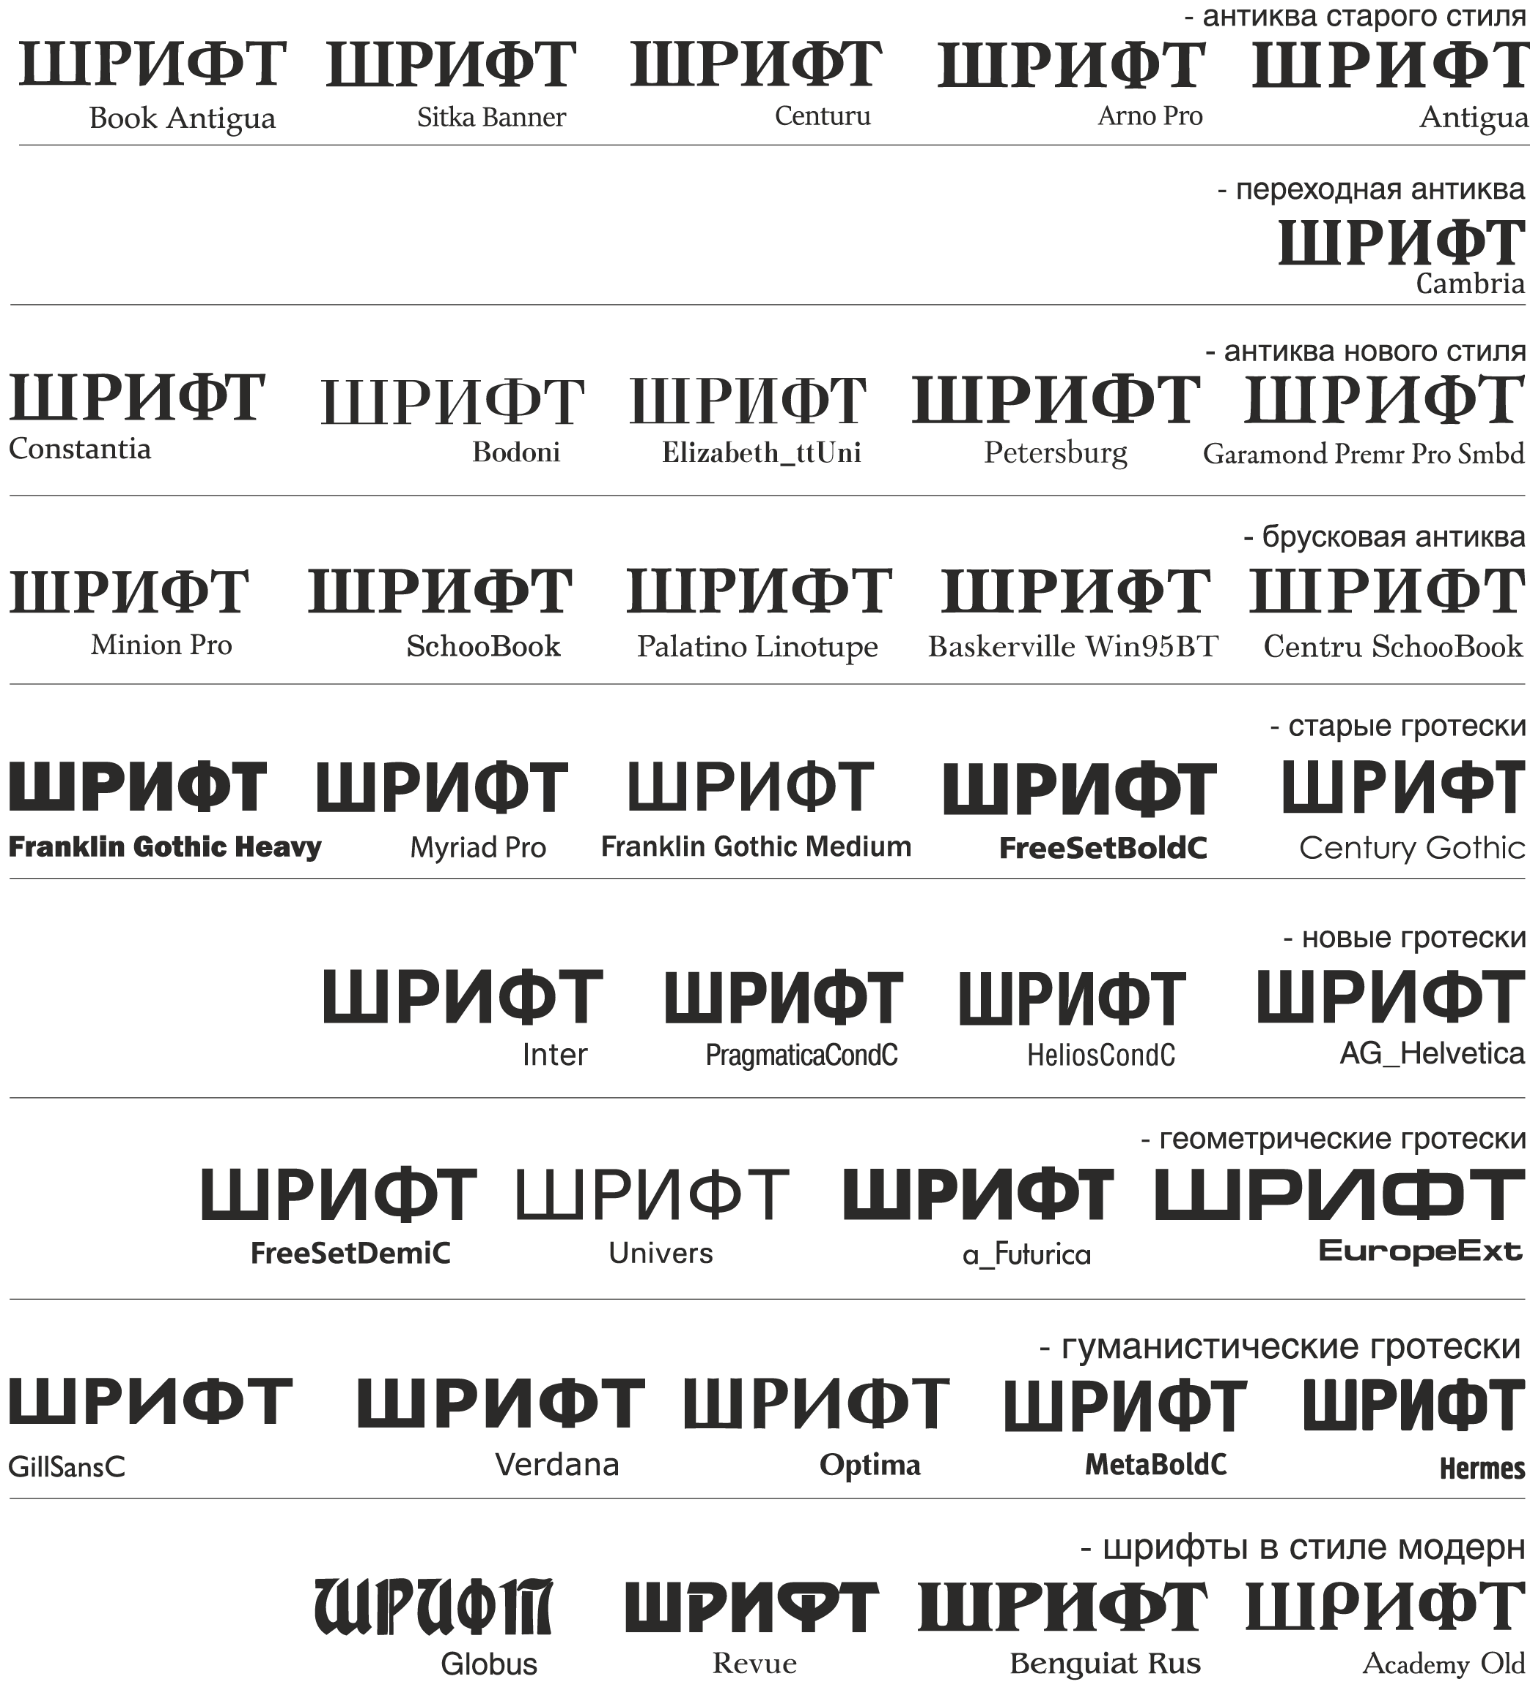 - антиква старого стиля
ШРИФТ ШРИФТ ШРИФТ ШРИФТ ШРИФТ
Book Antigua Sitka Banner Centuru Arno Pro Antigua
- переходная антиква
ШРИФТ
Cambria
- антиква нового стиля
ШРИФТ ШРИФТ ШРИФТ ШРИФТ ШРИФТ
Constantia Bodoni Elizabeth_ttUni Petersburg Garamond Premr Pro Smbd
- брусковая антиква
ШРИФТ ШРИФТ ШРИФТ ШРИФТ ШРИФТ
Minion Pro SchooBook Palatino Linotupe Baskerville Win95BT Centru SchooBook
- старые гротески
ШРИФТ ШРИФТ ШРИФТ ШРИФТ ШРИФТ
Franklin Gothic Heavy Myriad Pro Franklin Gothic Medium FreeSetBoldC Century Gothic
- новые гротески
ШРИФТ ШРИФТ ШРИФТ ШРИФТ
Inter PragmaticaCondC HeliosCondC AG_Helvetica
- геометрические гротески
ШРИФТ ШРИФТ ШРИФТ ШРИФТ
FreeSetDemiC Univers a_Futurica EuropeExt
- гуманистические гротески
ШРИФТ ШРИФТ ШРИФТ ШРИФТ ШРИФТ
GillSansC Verdana Optima MetaBoldC Hermes
- шрифты в стиле модерн
ШРИФТ ШРИФТ ШРИФТ ШРИФТ
Globus Revue Benguiat Rus Academy Old